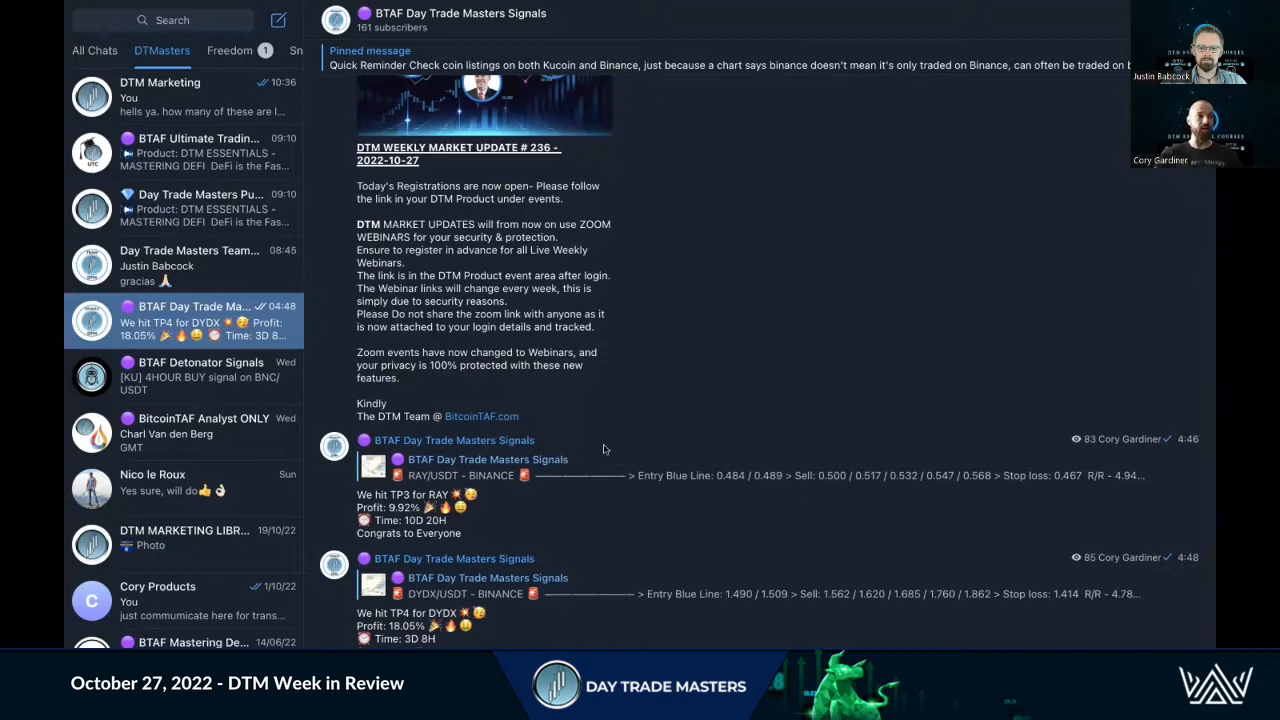 Search
All Chats DTMasters Freedom 1 Sn
DTM Marketing 10:36
You
hells ya. how many of these are l...
BTAF Ultimate Tradin... 09:10
Product: DTM ESSENTIALS -
MASTERING DEFI DeFi is the Fas...
UTC
Day Trade Masters Pu... 09:10
Product: DTM ESSENTIALS -
MASTERING DEFI DeFi is the Fas...
Day Trade Masters Team... 08:45
Justin Babcock
gracias 🙏🏻
BTAF Day Trade Ma... 04:48
We hit TP4 for DYDX 💥 🥳 Profit:
18.05% 🎉 🔥 🤑 ⏰ Time: 3D 8...
BTAF Detonator Signals Wed
[KU] 4HOUR BUY signal on BNC/
USDT
BitcoinTAF Analyst ONLY Wed
Charl Van den Berg
GMT
Nico le Roux Sun
Yes sure, will do👍👌🏻
DTM MARKETING LIBR... 19/10/22
Photo
C
Cory Products 1/10/22
You
just communicate here for trans...
BTAF Mastering De... 14/06/22
BTAF Day Trade Masters Signals
161 subscribers
Pinned message
Quick Reminder Check coin listings on both Kucoin and Binance, just because a chart says binance doesn't mean it's only traded on Binance, can often be traded on b
DTM WEEKLY MARKET UPDATE # 236 -
2022-10-27
Today's Registrations are now open- Please follow
the link in your DTM Product under events.
DTM MARKET UPDATES will from now on use ZOOM
WEBINARS for your security & protection.
Ensure to register in advance for all Live Weekly
Webinars.
The link is in the DTM Product event area after login.
The Webinar links will change every week, this is
simply due to security reasons.
Please Do not share the zoom link with anyone as it
is now attached to your login details and tracked.
Zoom events have now changed to Webinars, and
your privacy is 100% protected with these new
features.
Kindly
The DTM Team @ BitcoinTAF.com
BTAF Day Trade Masters Signals 83 Cory Gardiner 4:46
BTAF Day Trade Masters Signals
🚨 RAY/USDT - BINANCE 🚨 ——————— > Entry Blue Line: 0.484 / 0.489 > Sell: 0.500 / 0.517 / 0.532 / 0.547 / 0.568 > Stop loss: 0.467 R/R - 4.94...
We hit TP3 for RAY💥🥳
Profit: 9.92% 🎉🔥🤑
⏰ Time: 10D 20H
Congrats to Everyone
BTAF Day Trade Masters Signals 85 Cory Gardiner 4:48
BTAF Day Trade Masters Signals
🚨 DYDX/USDT - BINANCE 🚨 ——————— > Entry Blue Line: 1.490 / 1.509 > Sell: 1.562 / 1.620 / 1.685 / 1.760 / 1.862 > Stop loss: 1.414 R/R - 4.78...
We hit TP4 for DYDX💥🥳
Profit: 18.05% 🎉🔥🤑
⏰ Time: 3D 8H
Justin Babcock
Cory Gardiner
October 27, 2022 - DTM Week in Review
DAY TRADE MASTERS